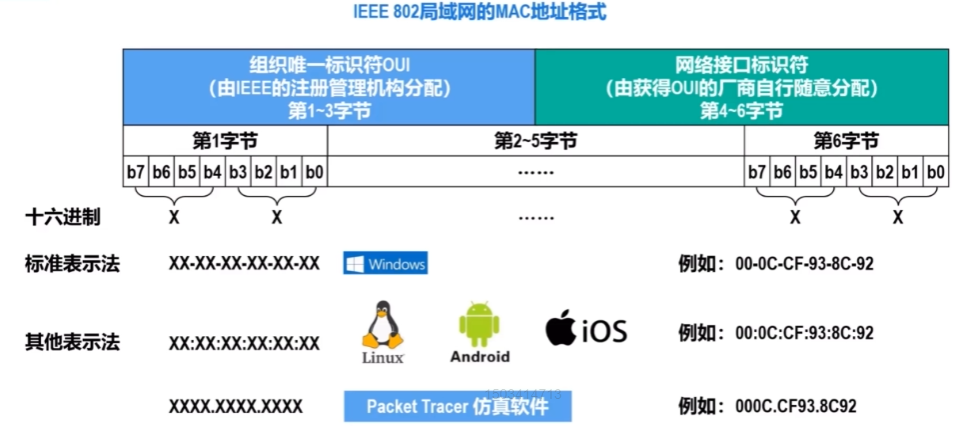 IEEE 802局域网的MAC地址格式
组织唯一标识符OUI
（由IEEE的注册管理机构分配）
第1~3字节
网络接口标识符
（由获得OUI的厂商自行随意分配）
第4~6字节
第1字节 第2~5字节 第6字节
b7 b6 b5 b4 b3 b2 b1 b0 …… b7 b6 b5 b4 b3 b2 b1 b0
十六进制 X X …… X X
标准表示法 XX-XX-XX-XX-XX-XX Windows 例如：00-0C-CF-93-8C-92
其他表示法 XX:XX:XX:XX:XX:XX Linux Android iOS 例如：00:0C:CF:93:8C:92
XXXX.XXXX.XXXX Packet Tracer 仿真软件 例如：000C.CF93.8C92